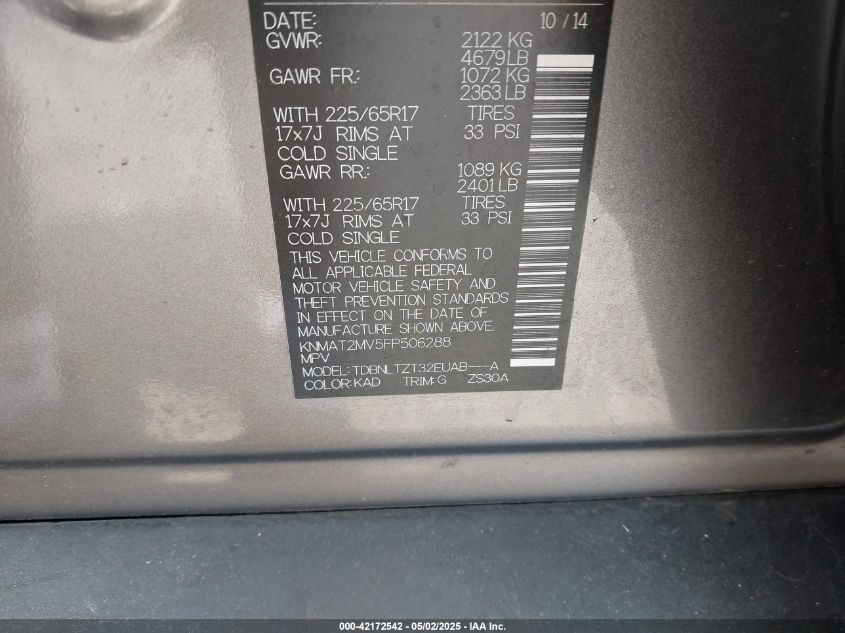 DATE: 10 / 14
GVWR: 2122 KG
4679 LB
GAWR FR.: 1072 KG
2363 LB
WITH 225/65R17 TIRES
17x7J RIMS AT 33 PSI
COLD SINGLE
GAWR RR.: 1089 KG
2401 LB
WITH 225/65R17 TIRES
17x7J RIMS AT 33 PSI
COLD SINGLE
THIS VEHICLE CONFORMS TO
ALL APPLICABLE FEDERAL
MOTOR VEHICLE SAFETY AND
THEFT PREVENTION STANDARDS
IN EFFECT ON THE DATE OF
MANUFACTURE SHOWN ABOVE.
KNMAT2MV5FP506288
MPV
MODEL: TDBNLTZT32EUAB---A
COLOR: KAD TRIM: G ZS30A
000-42172542 - 05/02/2025 - IAA Inc.